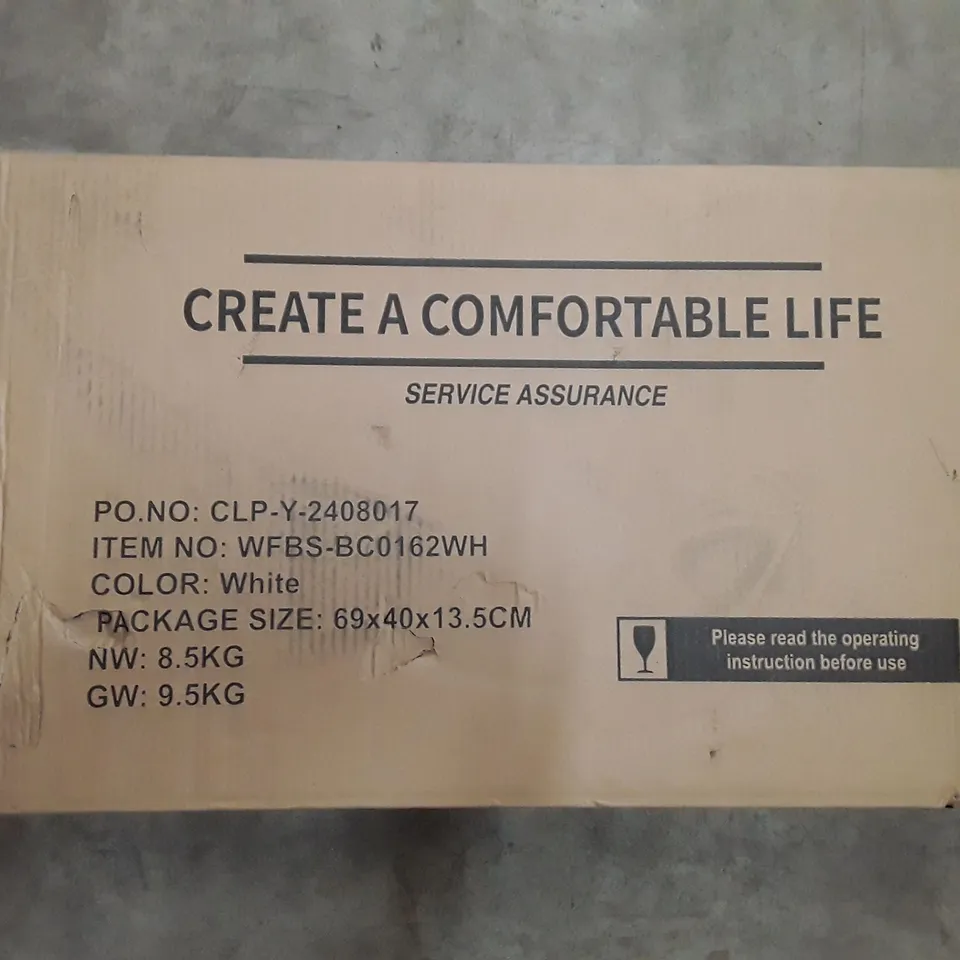 CREATE A COMFORTABLE LIFE
SERVICE ASSURANCE
PO.NO: CLP-Y-2408017
ITEM NO: WFBS-BC0162WH
COLOR: White
PACKAGE SIZE: 69x40x13.5CM
NW: 8.5KG
GW: 9.5KG
Please read the operating
instruction before use